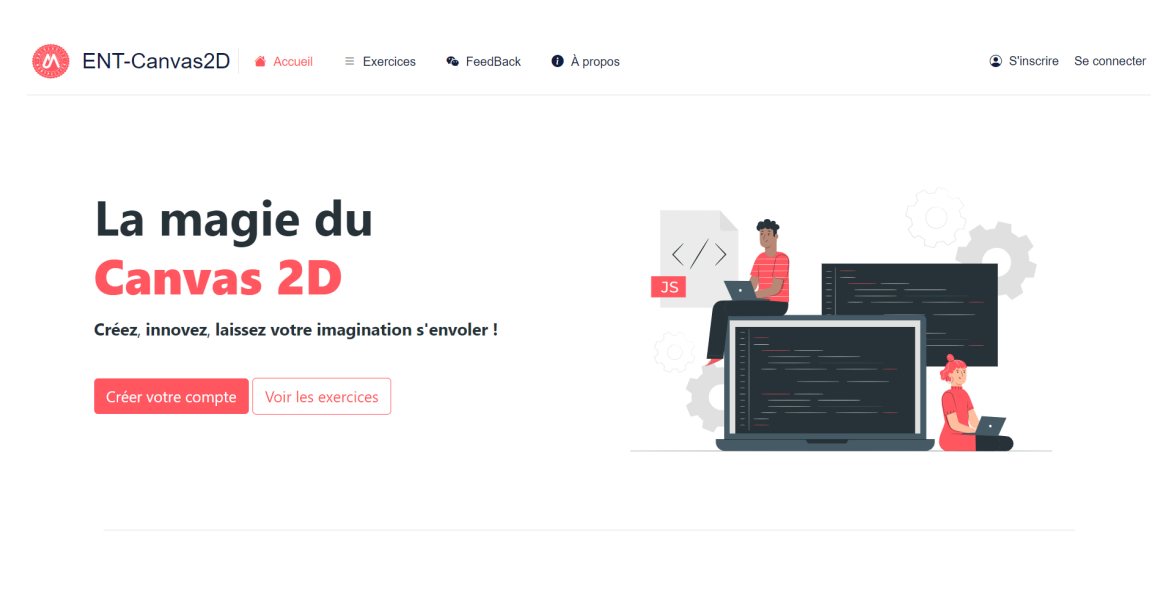 ENT-Canvas2D Accueil Exercices FeedBack À propos S'inscrire Se connecter
La magie du
Canvas 2D
Créez, innovez, laissez votre imagination s'envoler !
Créer votre compte Voir les exercices
</>
JS